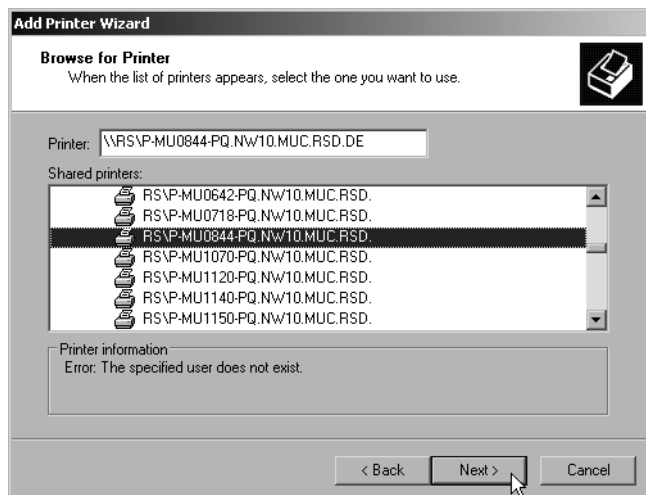 Add Printer Wizard
Browse for Printer
When the list of printers appears, select the one you want to use.
Printer: \\RS\P-MU0844-PQ.NW10.MUC.RSD.DE
Shared printers:
RS\P-MU0642-PQ.NW10.MUC.RSD.
RS\P-MU0718-PQ.NW10.MUC.RSD.
RS\P-MU0844-PQ.NW10.MUC.RSD.
RS\P-MU1070-PQ.NW10.MUC.RSD.
RS\P-MU1120-PQ.NW10.MUC.RSD.
RS\P-MU1140-PQ.NW10.MUC.RSD.
RS\P-MU1150-PQ.NW10.MUC.RSD.
Printer information
Error: The specified user does not exist.
< Back Next > Cancel